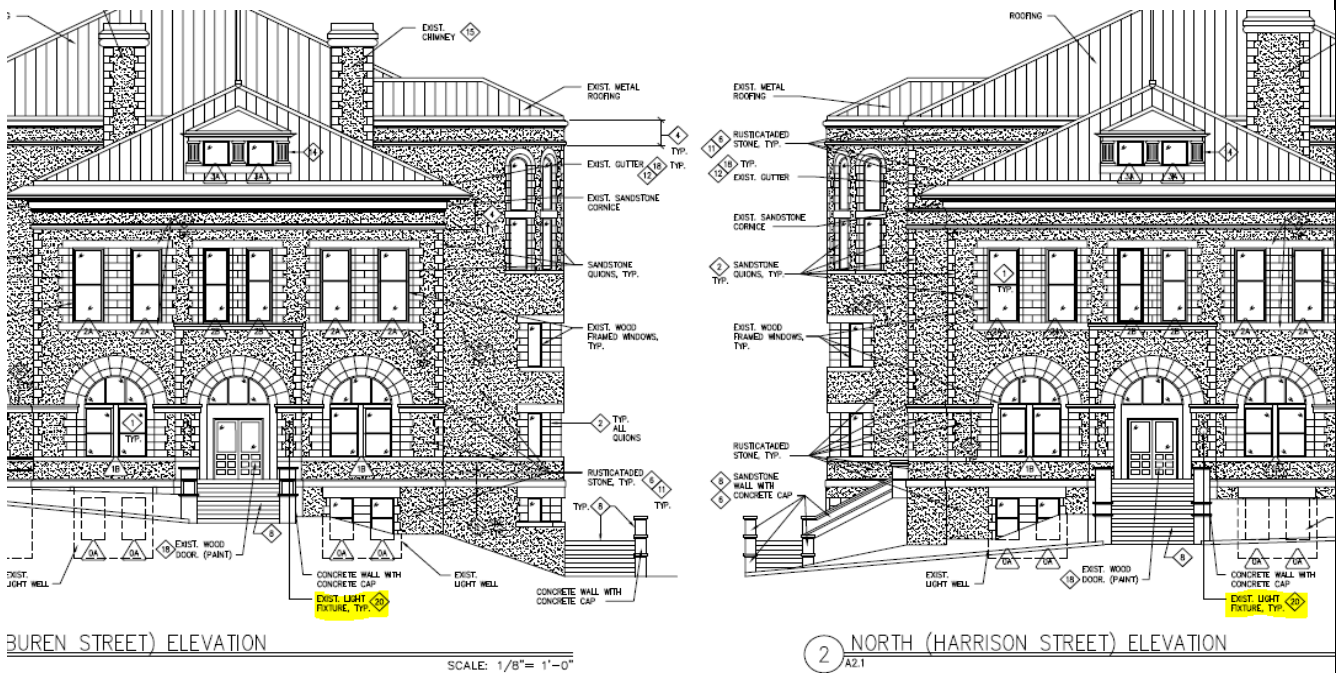 EXIST.
CHIMNEY 15
EXIST. METAL
ROOFING
4
TYP.
14
3A 3A
EXIST. GUTTER 18 TYP.
12
EXIST. SANDSTONE
CORNICE
4
11
SANDSTONE
QUIONS, TYP.
2A 2A 2B 2B 2A 2A
EXIST. WOOD
FRAMED WINDOWS,
TYP.
1
TYP.
2 TYP.
ALL
QUIONS
1B 1B
RUSTICATADED
STONE, TYP. 6
11
TYP.
TYP. 8
8
18 EXIST. WOOD
DOOR. (PAINT)
0A 0A 0A 0A
EXIST.
LIGHT WELL
CONCRETE WALL WITH
CONCRETE CAP
EXIST.
LIGHT WELL
CONCRETE WALL WITH
CONCRETE CAP
EXIST. LIGHT
FIXTURE, TYP. 20
BUREN STREET) ELEVATION
SCALE: 1/8"= 1'-0"
ROOFING
EXIST. METAL
ROOFING
6 RUSTICATADED
11 STONE, TYP.
14
3A 3A
18 TYP.
12 EXIST. GUTTER
EXIST. SANDSTONE
CORNICE
2 SANDSTONE
TYP. QUIONS, TYP.
1
TYP.
2A 2A 2B 2B 2A 2A
EXIST. WOOD
FRAMED WINDOWS,
TYP.
RUSTICATADED
STONE, TYP.
1B 1B
8 SANDSTONE
WALL WITH
6 CONCRETE CAP
8
0A 0A 0A 0A
EXIST.
LIGHT WELL
EXIST. WOOD
18 DOOR. (PAINT)
CONCRETE WALL WITH
CONCRETE CAP
EXIST. LIGHT
FIXTURE, TYP. 20
2 NORTH (HARRISON STREET) ELEVATION
A2.1